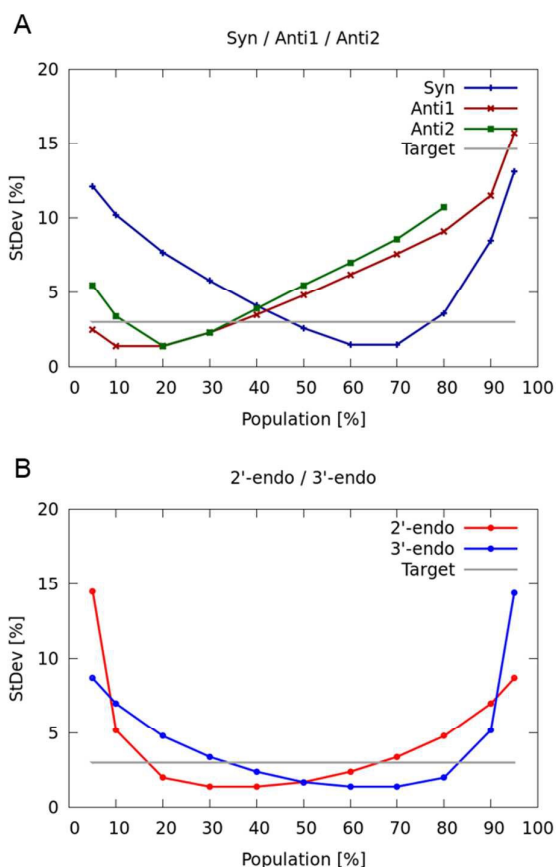 A
Syn / Anti1 / Anti2
20
15
10
5
0
StDev [%]
Syn
Anti1
Anti2
Target
0 10 20 30 40 50 60 70 80 90 100
Population [%]
B
2'-endo / 3'-endo
20
15
10
5
0
StDev [%]
2'-endo
3'-endo
Target
0 10 20 30 40 50 60 70 80 90 100
Population [%]